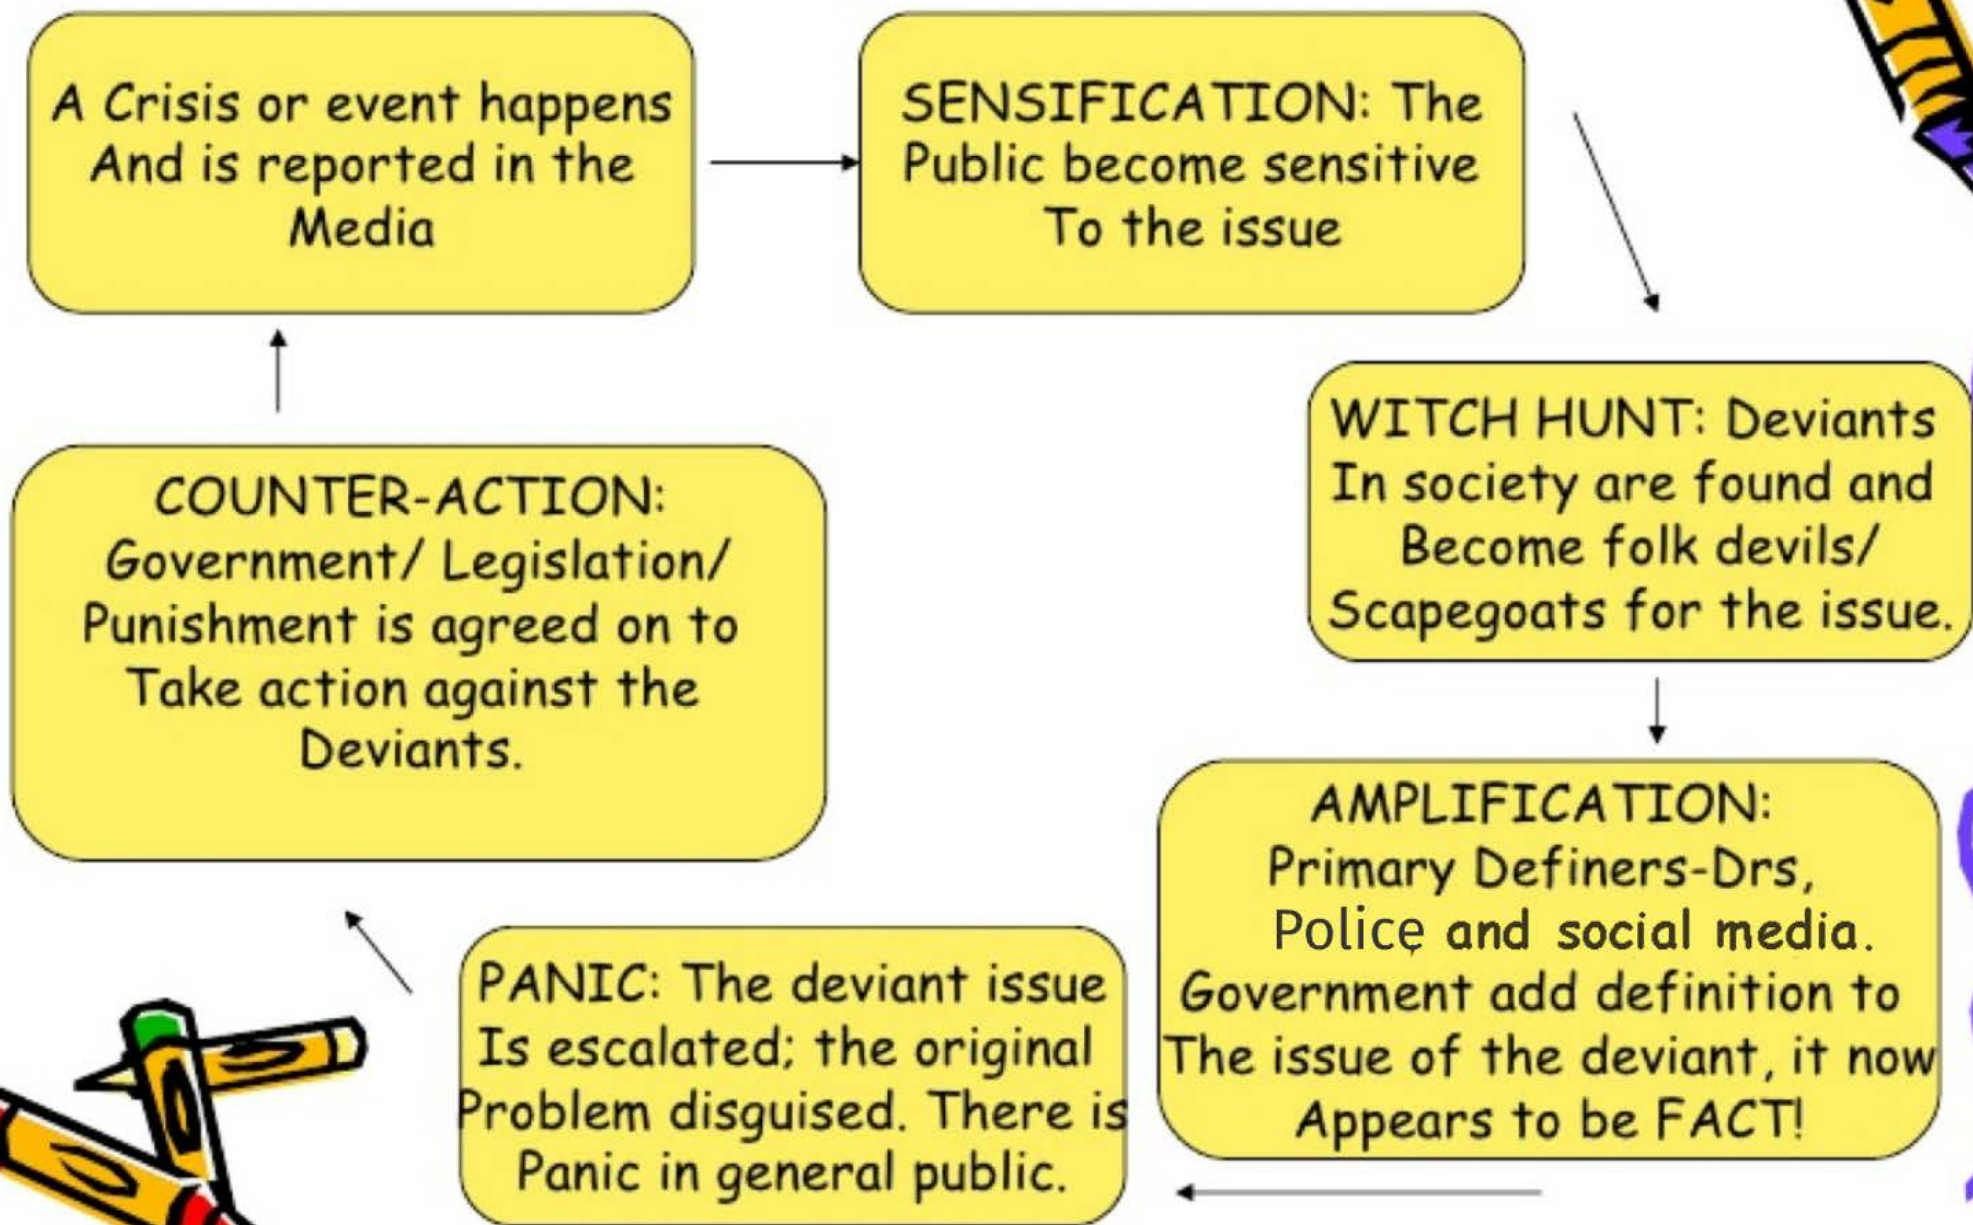 A Crisis or event happens
And is reported in the
Media
SENSIFICATION: The
Public become sensitive
To the issue
WITCH HUNT: Deviants
In society are found and
Become folk devils/
Scapegoats for the issue.
AMPLIFICATION:
Primary Definers-Drs,
Police and social media.
Government add definition to
The issue of the deviant, it now
Appears to be FACT!
PANIC: The deviant issue
Is escalated; the original
Problem disguised. There is
Panic in general public.
COUNTER-ACTION:
Government/ Legislation/
Punishment is agreed on to
Take action against the
Deviants.